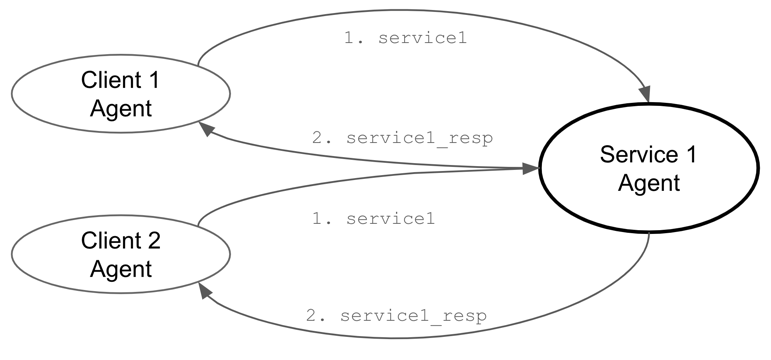 1. service1
Client 1
Agent
2. service1_resp
Service 1
Agent
1. service1
Client 2
Agent
2. service1_resp